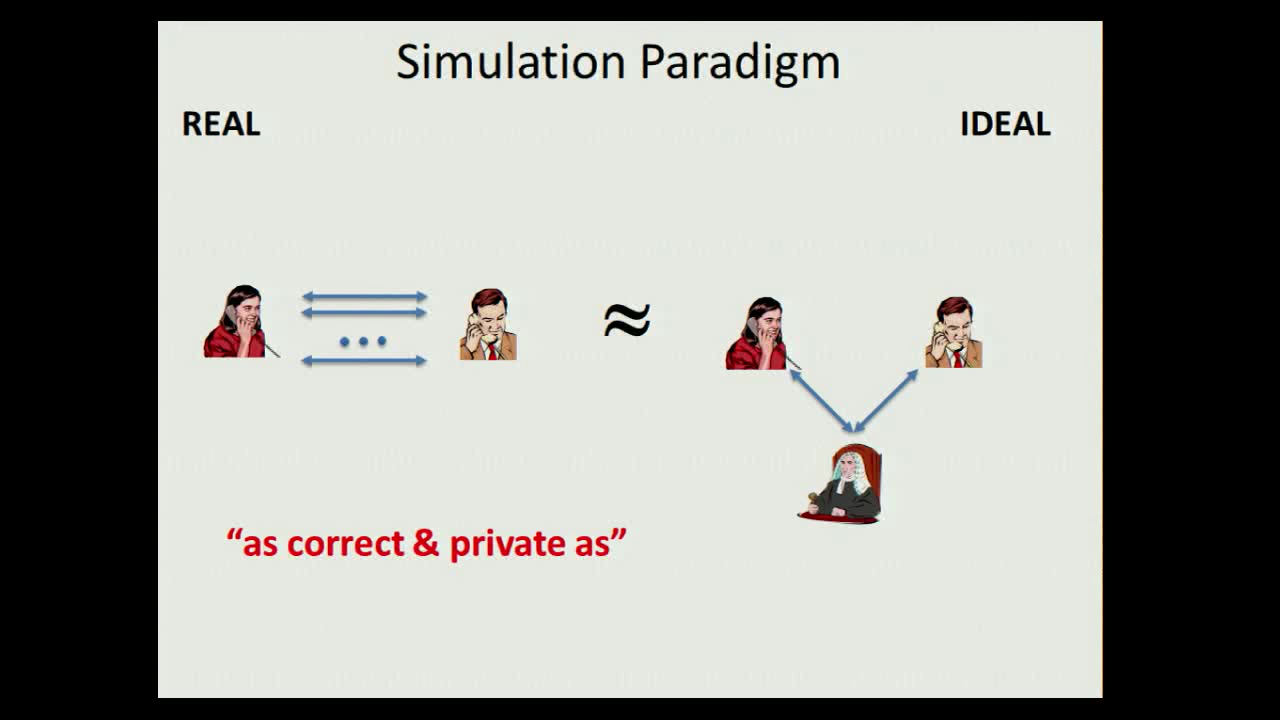 Simulation Paradigm
REAL
IDEAL
≈
“as correct & private as”